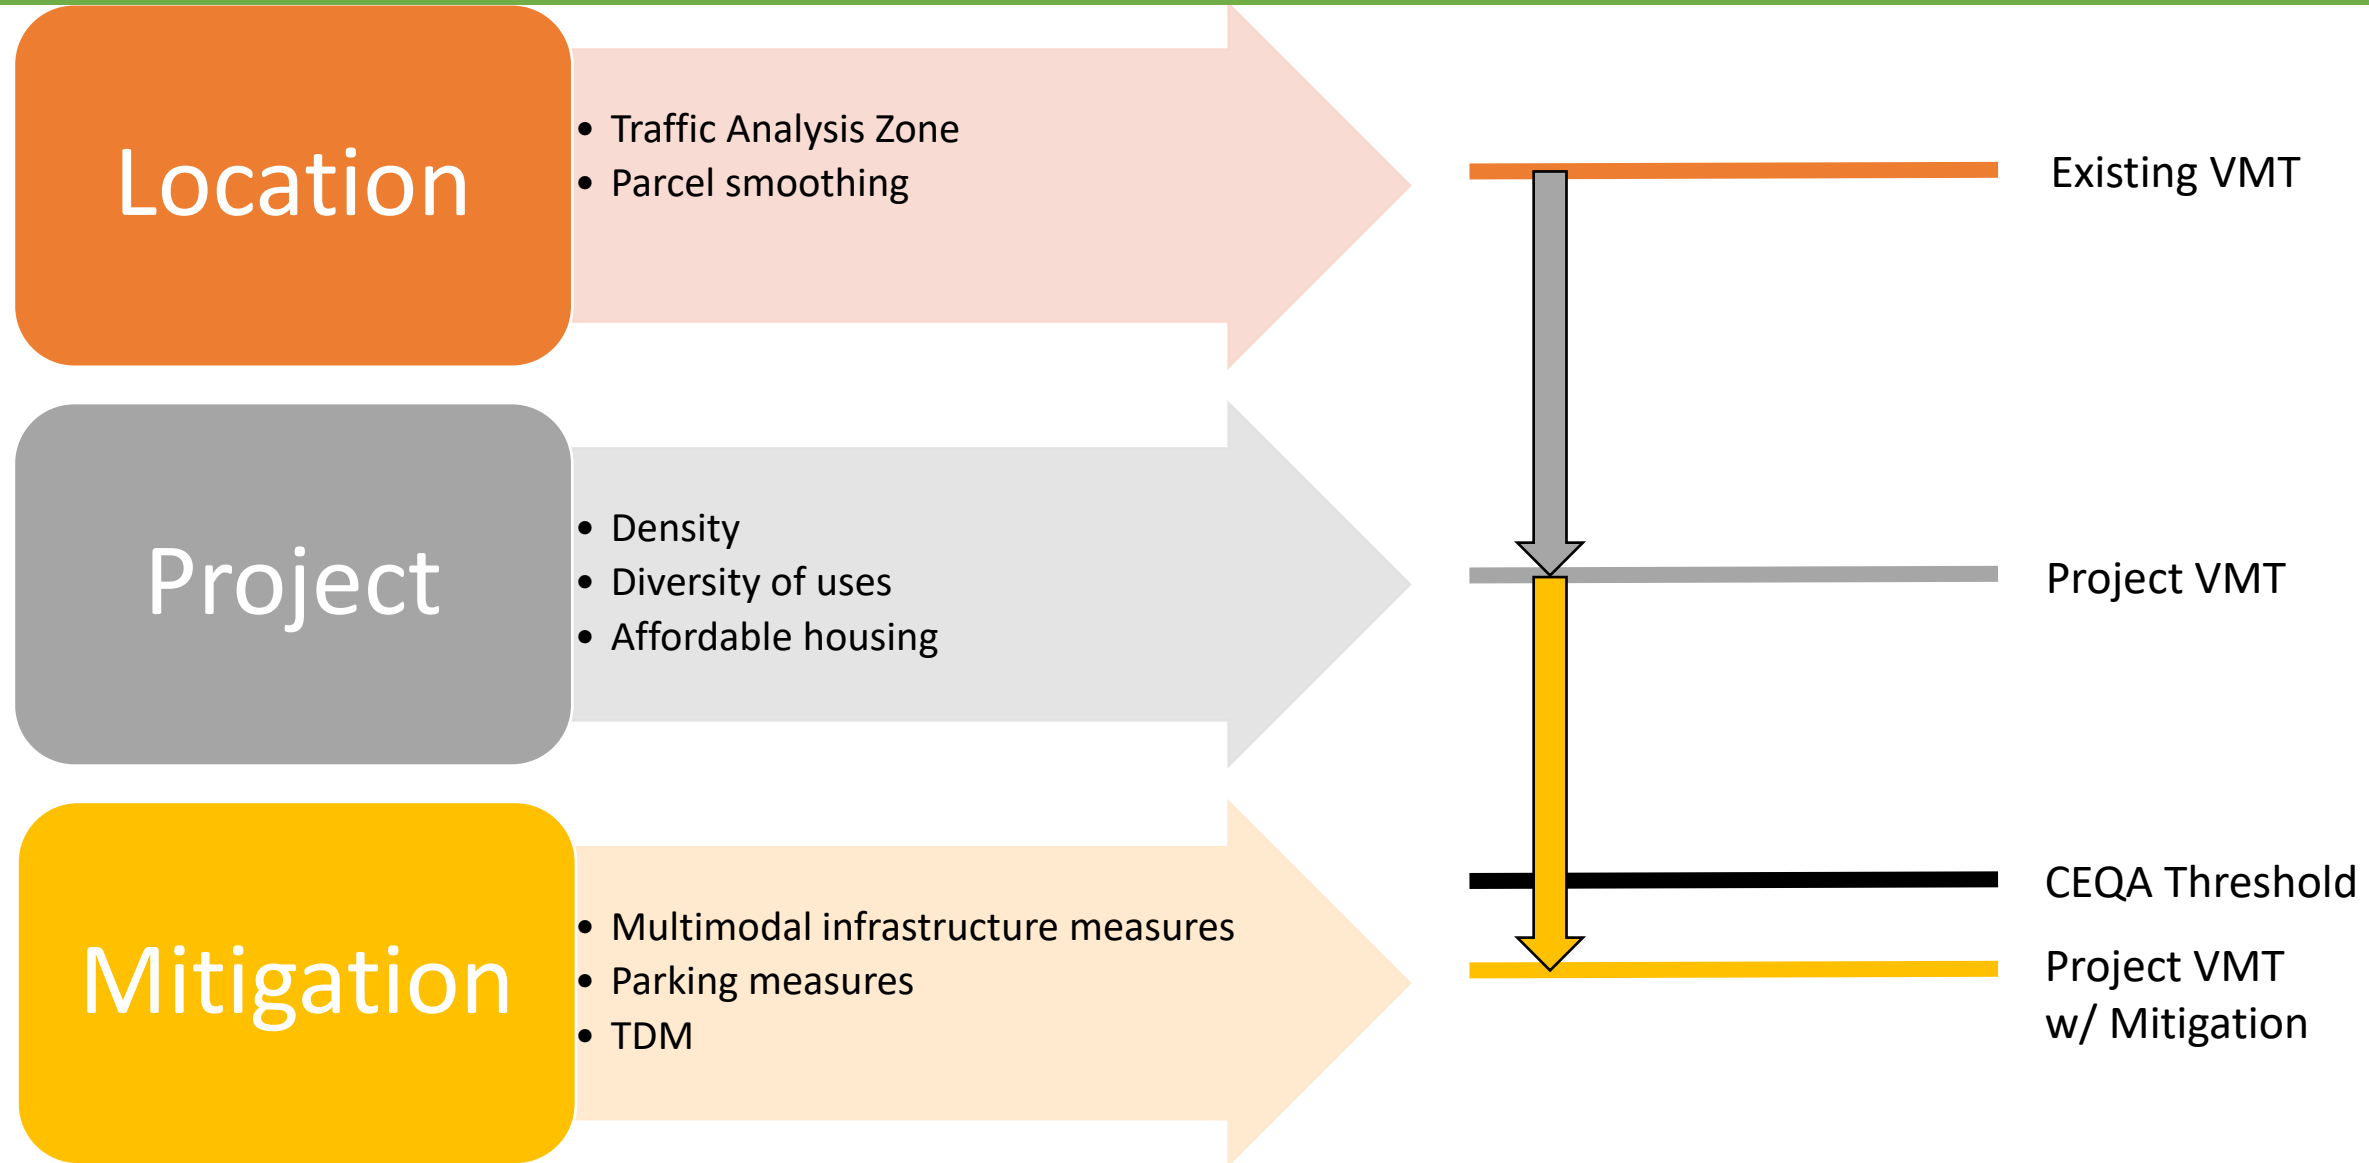 Location
• Traffic Analysis Zone
• Parcel smoothing
Existing VMT
Project
• Density
• Diversity of uses
• Affordable housing
Project VMT
Mitigation
• Multimodal infrastructure measures
• Parking measures
• TDM
CEQA Threshold
Project VMT
w/ Mitigation